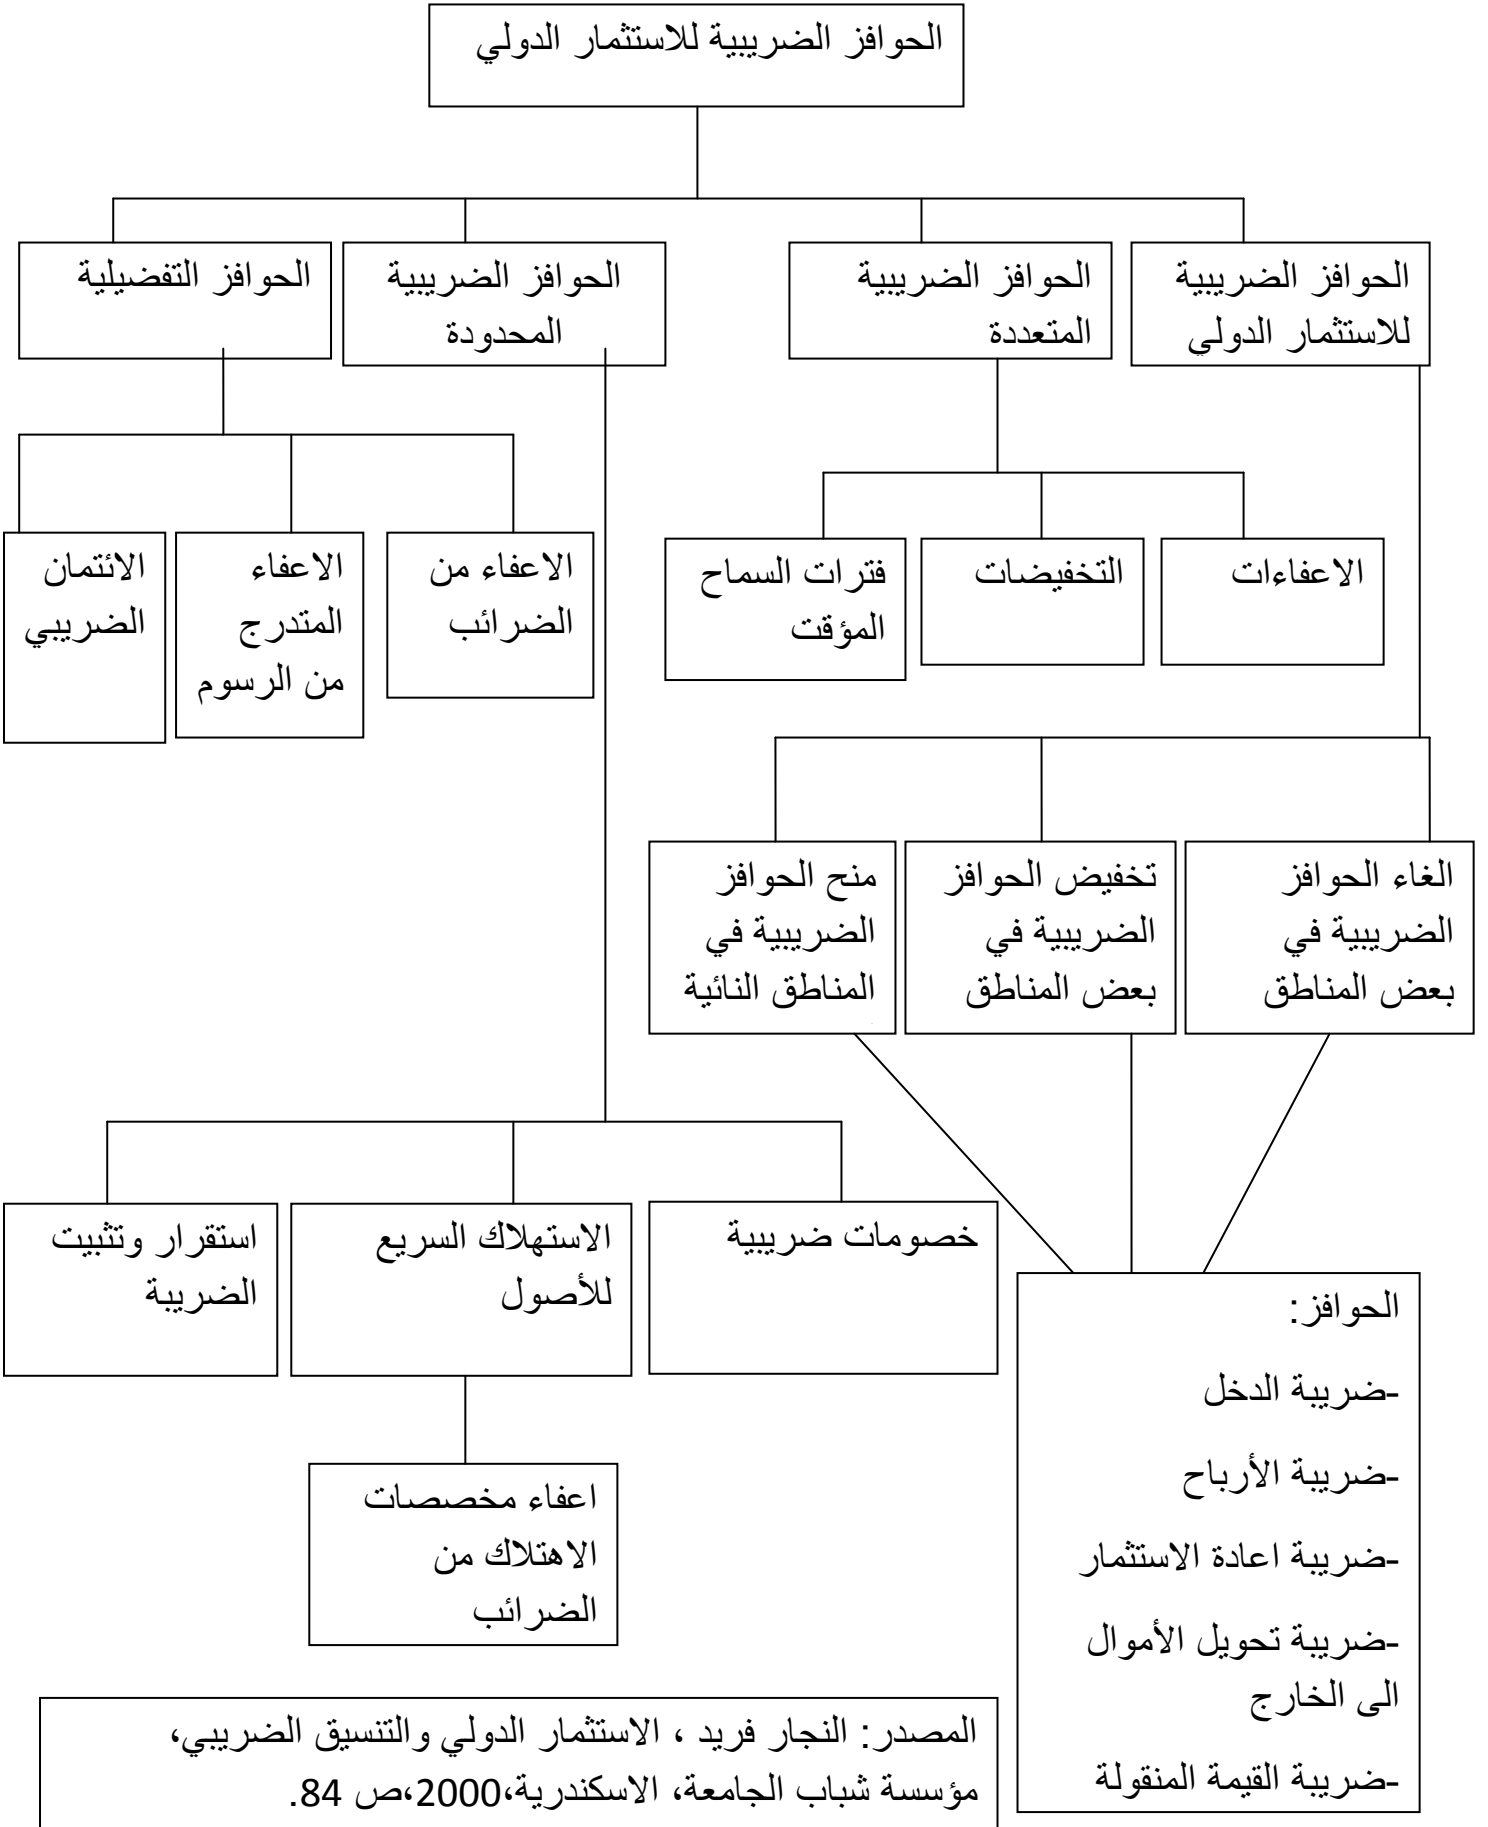 الحوافز الضريبية للاستثمار الدولي
الحوافز الضريبية
للاستثمار الدولي
الحوافز الضريبية
المتعددة
الحوافز الضريبية
المحدودة
الحوافز التفضيلية
الاعفاءات
التخفيضات
فترات السماح
المؤقت
الاعفاء من
الضرائب
الاعفاء
المتدرج
من الرسوم
الائتمان
الضريبي
الغاء الحوافز
الضريبية في
بعض المناطق
تخفيض الحوافز
الضريبية في
بعض المناطق
منح الحوافز
الضريبية في
المناطق النائية
خصومات ضريبية
الاستهلاك السريع
للأصول
استقرار وتثبيت
الضريبة
الحوافز:
-ضريبة الدخل
-ضريبة الأرباح
-ضريبة اعادة الاستثمار
-ضريبة تحويل الأموال
الى الخارج
-ضريبة القيمة المنقولة
اعفاء مخصصات
الاهتلاك من
الضرائب
المصدر: النجار فريد ، الاستثمار الدولي والتنسيق الضريبي،
مؤسسة شباب الجامعة، الاسكندرية،2000،ص 84.